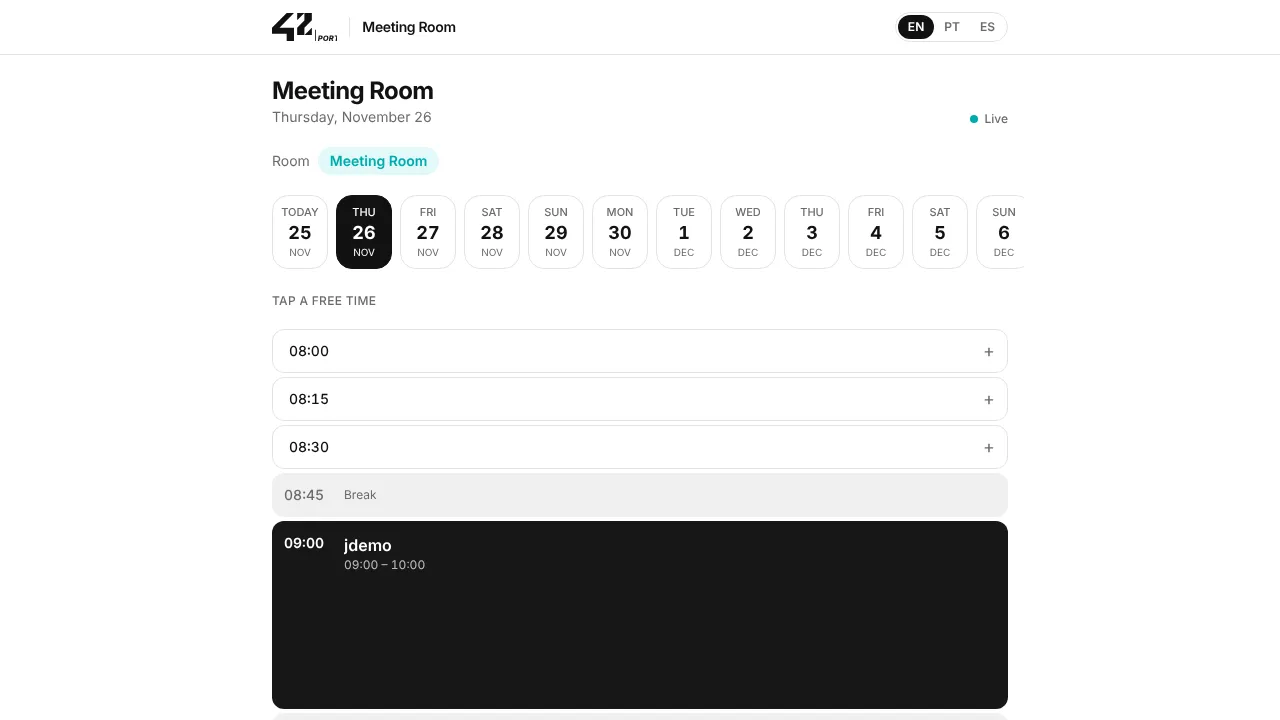 42 PORT
Meeting Room
EN PT ES
Meeting Room
Thursday, November 26
Live
Room Meeting Room
TODAY THU FRI SAT SUN MON TUE WED THU FRI SAT SUN
25 26 27 28 29 30 1 2 3 4 5 6
NOV NOV NOV NOV NOV NOV DEC DEC DEC DEC DEC DEC
TAP A FREE TIME
08:00 +
08:15 +
08:30 +
08:45 Break
09:00 jdemo
09:00 – 10:00